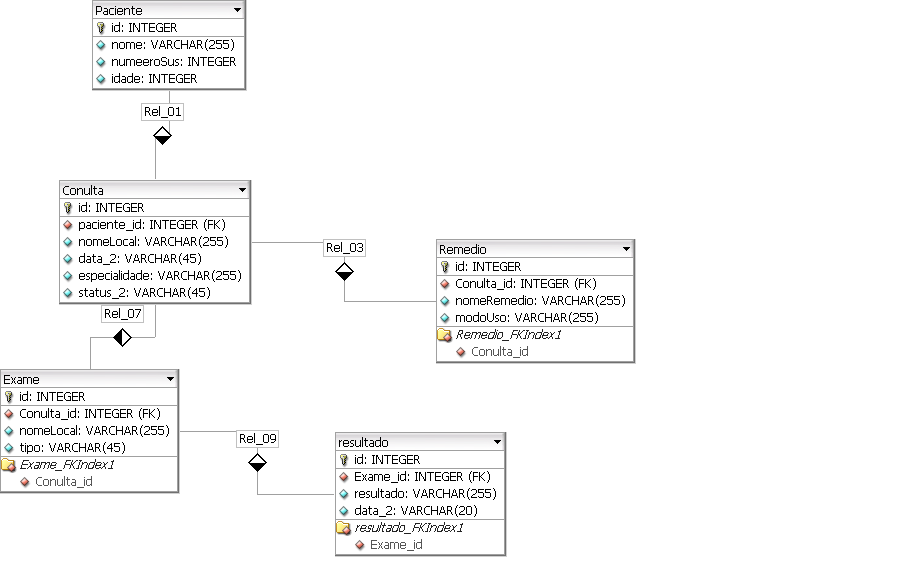 Paciente
id: INTEGER
nome: VARCHAR(255)
numeeroSus: INTEGER
idade: INTEGER
Rel_01
Conulta
id: INTEGER
paciente_id: INTEGER (FK)
nomeLocal: VARCHAR(255)
data_2: VARCHAR(45)
especialidade: VARCHAR(255)
status_2: VARCHAR(45)
Rel_03
Remedio
id: INTEGER
Conulta_id: INTEGER (FK)
nomeRemedio: VARCHAR(255)
modoUso: VARCHAR(255)
Remedio_FKIndex1
Conulta_id
Rel_07
Exame
id: INTEGER
Conulta_id: INTEGER (FK)
nomeLocal: VARCHAR(255)
tipo: VARCHAR(45)
Exame_FKIndex1
Conulta_id
Rel_09
resultado
id: INTEGER
Exame_id: INTEGER (FK)
resultado: VARCHAR(255)
data_2: VARCHAR(20)
resultado_FKIndex1
Exame_id